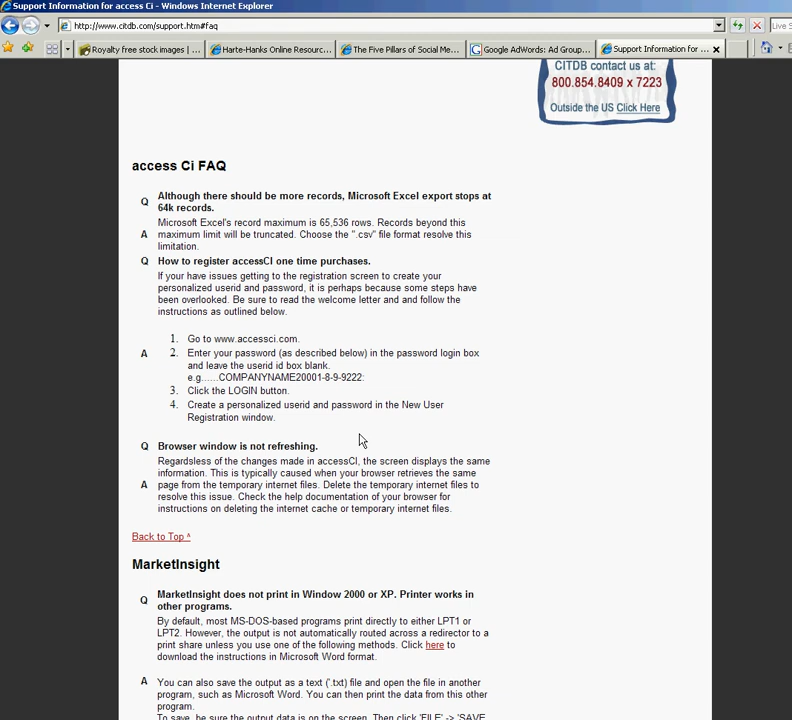 Support Information for access Ci - Windows Internet Explorer
http://www.citdb.com/support.htm#faq
Live S
Royalty free stock images | ...
Harte-Hanks Online Resourc...
The Five Pillars of Social Me...
Google AdWords: Ad Group...
Support Information for ...
CITDB contact us at:
800.854.8409 x 7223
Outside the US Click Here
access Ci FAQ
Q Although there should be more records, Microsoft Excel export stops at
64k records.
Microsoft Excel's record maximum is 65,536 rows. Records beyond this
A maximum limit will be truncated. Choose the ".csv" file format resolve this
limitation.
Q How to register accessCI one time purchases.
If your have issues getting to the registration screen to create your
personalized userid and password, it is perhaps because some steps have
been overlooked. Be sure to read the welcome letter and and follow the
instructions as outlined below.
1. Go to www.accessci.com.
A 2. Enter your password (as described below) in the password login box
and leave the userid id box blank.
e.g......COMPANYNAME20001-8-9-9222:
3. Click the LOGIN button.
4. Create a personalized userid and password in the New User
Registration window.
Q Browser window is not refreshing.
Regardsless of the changes made in accessCI, the screen displays the same
information. This is typically caused when your browser retrieves the same
A page from the temporary internet files. Delete the temporary internet files to
resolve this issue. Check the help documentation of your browser for
instructions on deleting the internet cache or temporary internet files.
Back to Top ^
MarketInsight
Q MarketInsight does not print in Window 2000 or XP. Printer works in
other programs.
By default, most MS-DOS-based programs print directly to either LPT1 or
LPT2. However, the output is not automatically routed across a redirector to a
print share unless you use one of the following methods. Click here to
download the instructions in Microsoft Word format.
A You can also save the output as a text ('.txt) file and open the file in another
program, such as Microsoft Word. You can then print the data from this other
program.
To save, be sure the output data is on the screen. Then click 'FILE' -> 'SAVE